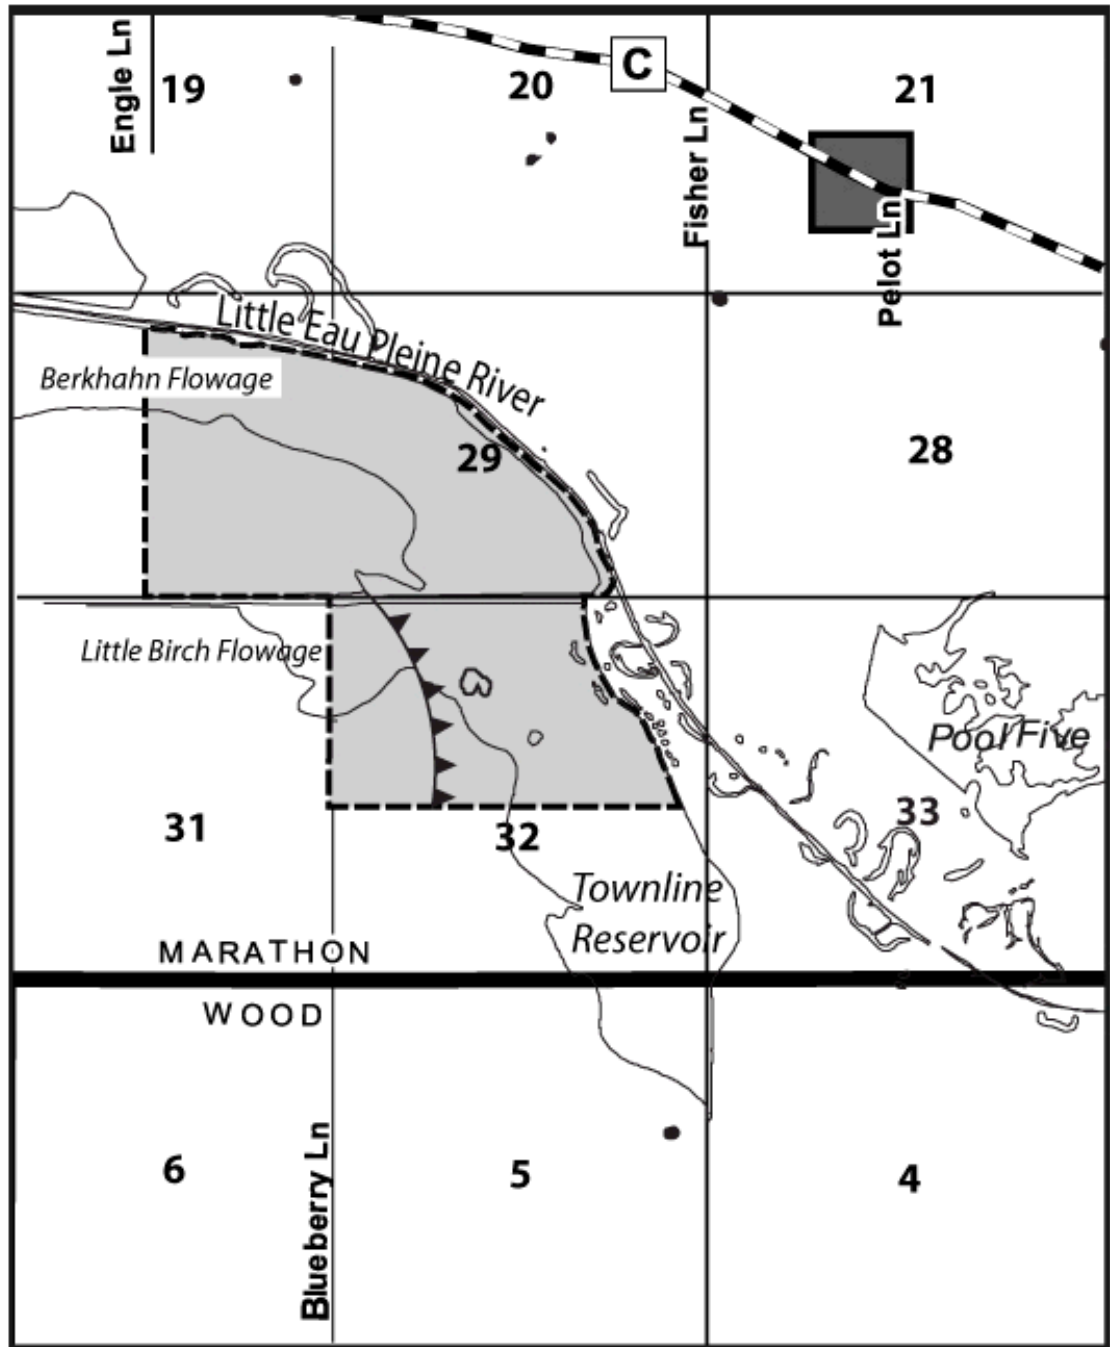 Engle Ln
19
20
C
21
Fisher Ln
Pelot Ln
Little Eau Pleine River
Berkhahn Flowage
29
28
Little Birch Flowage
Pool Five
31
32
33
Townline
Reservoir
MARATHON
WOOD
6
Blueberry Ln
5
4